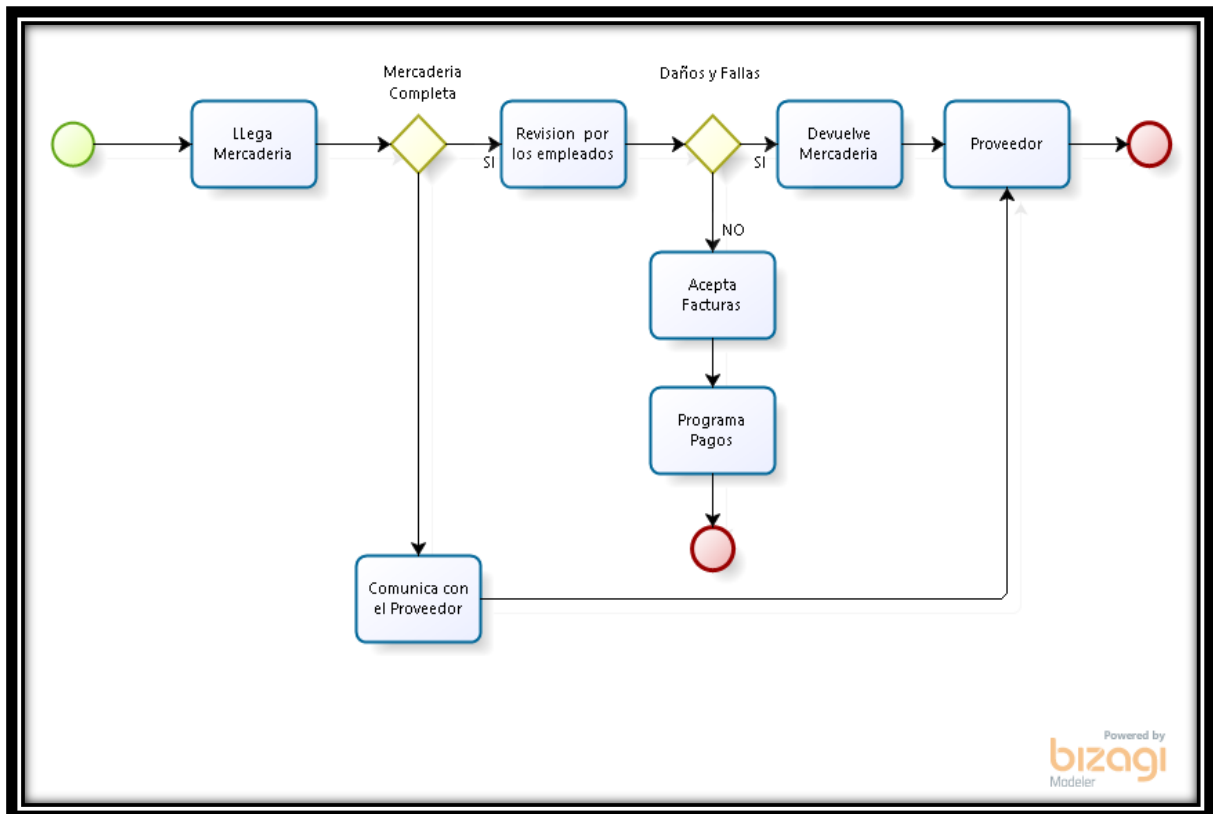 Mercaderia
Completa
Daños y Fallas
LLega
Mercaderia
SI
Revision por
los empleados
SI
Devuelve
Mercaderia
Proveedor
NO
Acepta
Facturas
Programa
Pagos
Comunica con
el Proveedor
Powered by
bizagi
Modeler